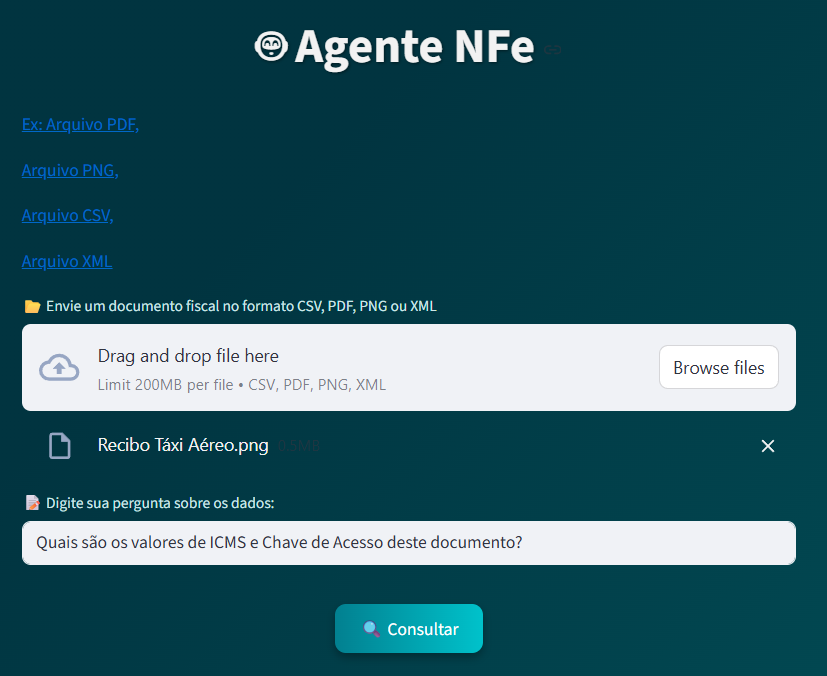 Agente NFe
Ex: Arquivo PDF,
Arquivo PNG,
Arquivo CSV,
Arquivo XML
Envie um documento fiscal no formato CSV, PDF, PNG ou XML
Drag and drop file here
Limit 200MB per file • CSV, PDF, PNG, XML
Browse files
Recibo Táxi Aéreo.png 0.5MB
Digite sua pergunta sobre os dados:
Quais são os valores de ICMS e Chave de Acesso deste documento?
Consultar